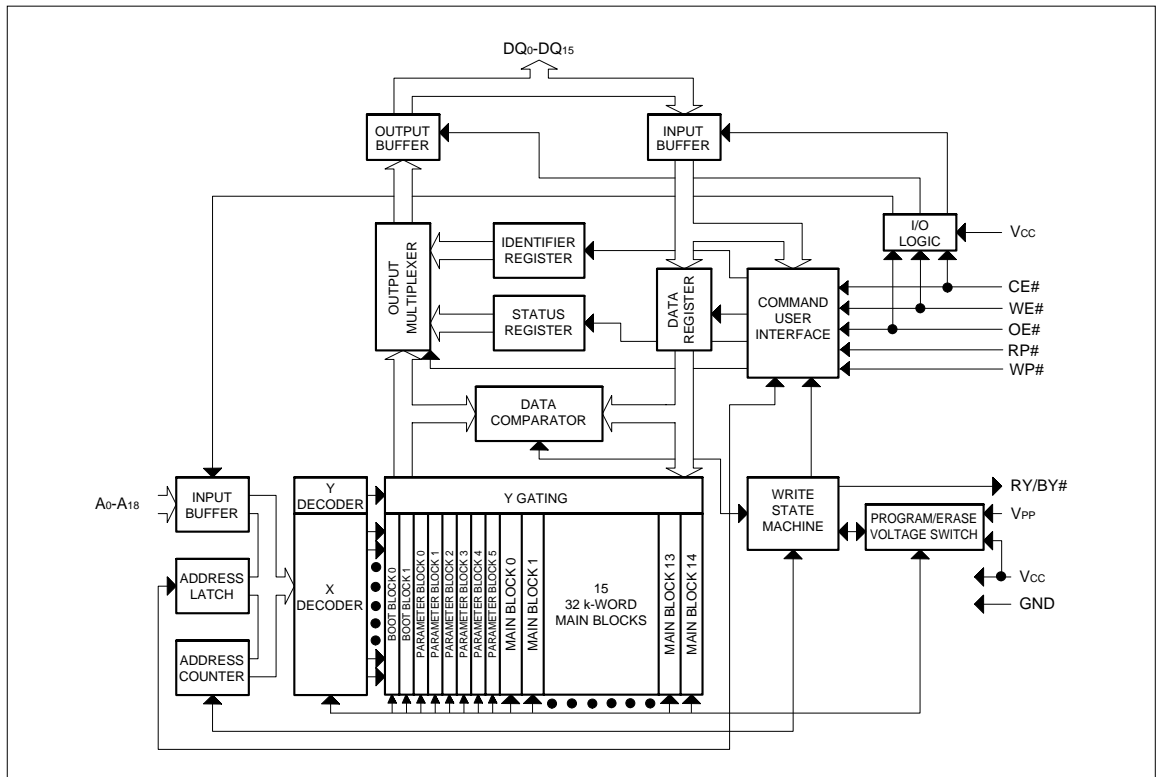 DQ0-DQ15
OUTPUT
BUFFER
INPUT
BUFFER
I/O
LOGIC
VCC
OUTPUT
MULTIPLEXER
IDENTIFIER
REGISTER
STATUS
REGISTER
DATA
REGISTER
COMMAND
USER
INTERFACE
CE#
WE#
OE#
RP#
WP#
DATA
COMPARATOR
A0-A18
INPUT
BUFFER
Y
DECODER
Y GATING
WRITE
STATE
MACHINE
RY/BY#
PROGRAM/ERASE
VOLTAGE SWITCH
VPP
VCC
GND
ADDRESS
LATCH
ADDRESS
COUNTER
X
DECODER
BOOT BLOCK 0
BOOT BLOCK 1
PARAMETER BLOCK 0
PARAMETER BLOCK 1
PARAMETER BLOCK 2
PARAMETER BLOCK 3
PARAMETER BLOCK 4
PARAMETER BLOCK 5
MAIN BLOCK 0
MAIN BLOCK 1
15
32 k-WORD
MAIN BLOCKS
MAIN BLOCK 13
MAIN BLOCK 14